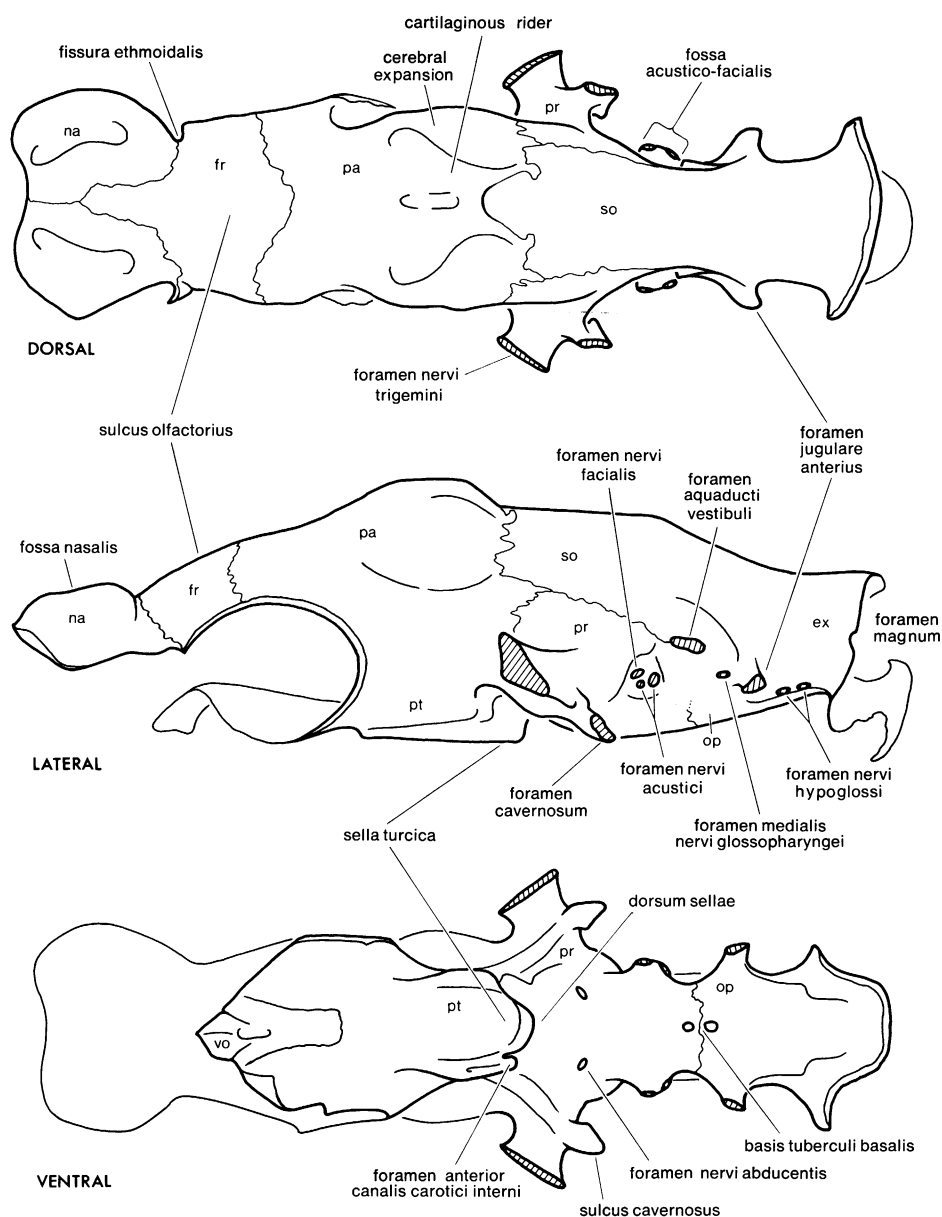 cartilaginous rider
fissura ethmoidalis
cerebral
expansion
fossa
acustico-facialis
na
fr
pa
pr
so
DORSAL
foramen nervi
trigemini
sulcus olfactorius
foramen
jugulare
anterius
foramen nervi
facialis
foramen
aquaducti
vestibuli
fossa nasalis
na
fr
pa
so
pr
ex
foramen
magnum
pt
op
LATERAL
foramen
cavernosum
foramen nervi
acustici
foramen nervi
hypoglossi
foramen medialis
nervi glossopharyngei
sella turcica
dorsum sellae
pr
pt
op
vo
basis tuberculi basalis
foramen nervi abducentis
foramen anterior
canalis carotici interni
sulcus cavernosus
VENTRAL